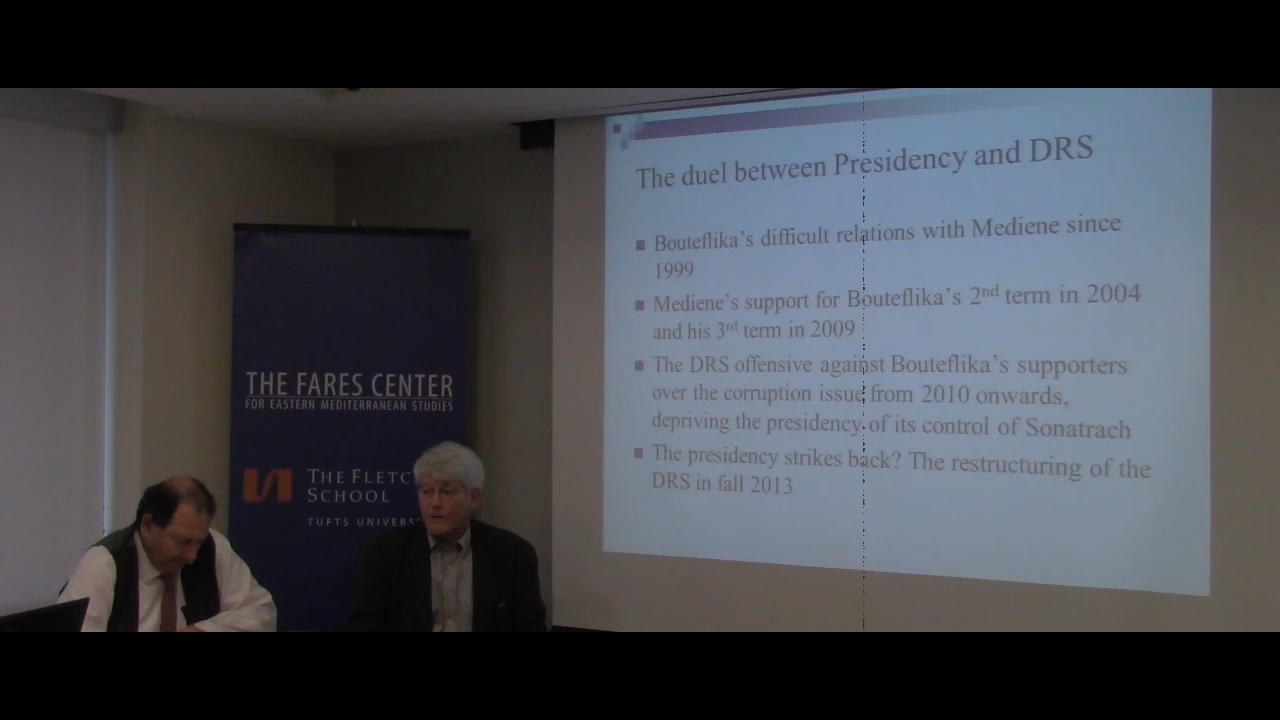 The duel between Presidency and DRS
Bouteflika's difficult relations with Mediene since
1999
Mediene's support for Bouteflika's 2nd term in 2004
and his 3rd term in 2009
The DRS offensive against Bouteflika's supporters
over the corruption issue from 2010 onwards,
depriving the presidency of its control of Sonatrach
The presidency strikes back? The restructuring of the
DRS in fall 2013
THE FARES CENTER
FOR EASTERN MEDITERRANEAN STUDIES
THE FLETC
SCHOOL
TUFTS UNIVERS